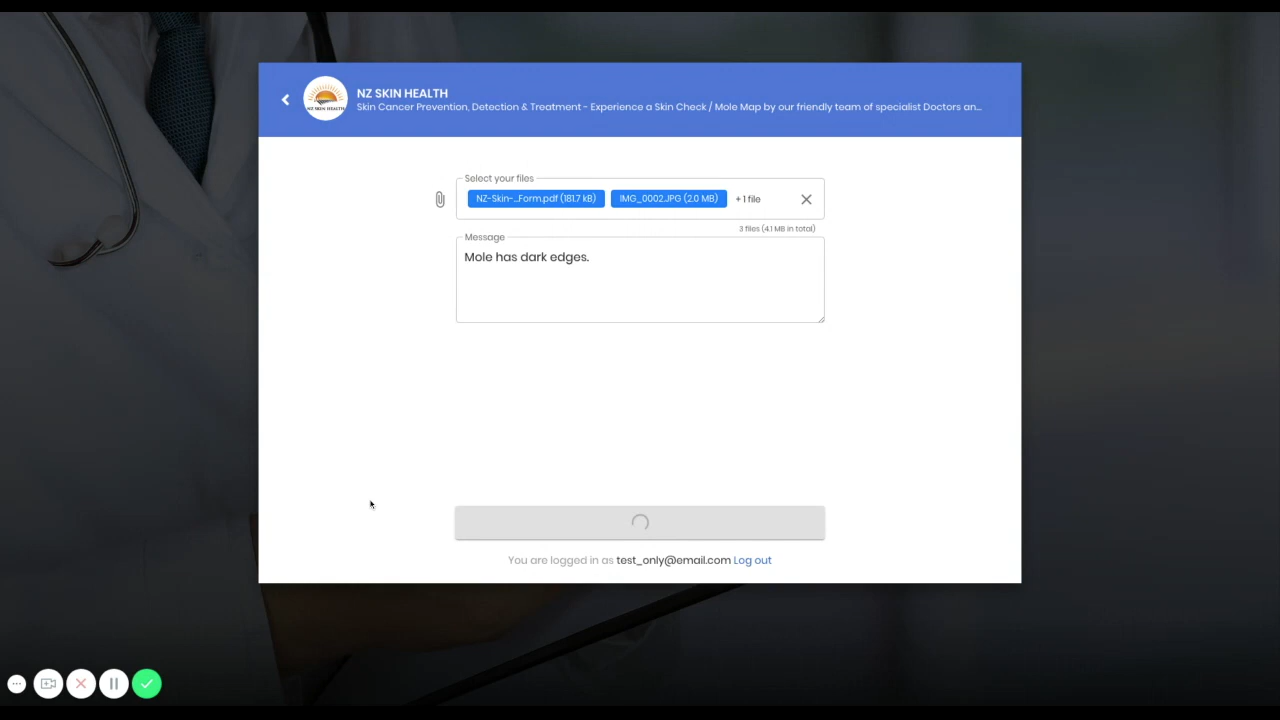 NZ SKIN HEALTH
Skin Cancer Prevention, Detection & Treatment - Experience a Skin Check / Mole Map by our friendly team of specialist Doctors an...
NZ SKIN HEALTH
Select your files
NZ-Skin-...Form.pdf (181.7 kB) IMG_0002.JPG (2.0 MB) + 1 file
3 files (4.1 MB in total)
Message
Mole has dark edges.
You are logged in as test_only@email.com Log out